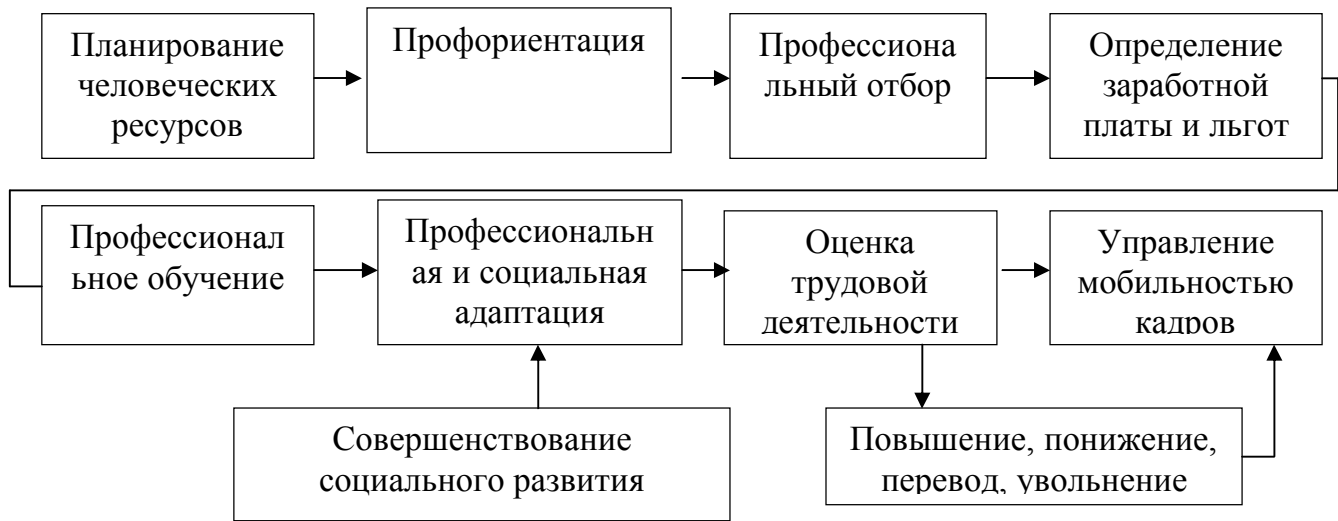 Планирование
человеческих
ресурсов
Профориентация
Профессиона
льный отбор
Определение
заработной
платы и льгот
Профессионал
ьное обучение
Профессиональн
ая и социальная
адаптация
Оценка
трудовой
деятельности
Управление
мобильностью
кадров
Совершенствование
социального развития
Повышение, понижение,
перевод, увольнение